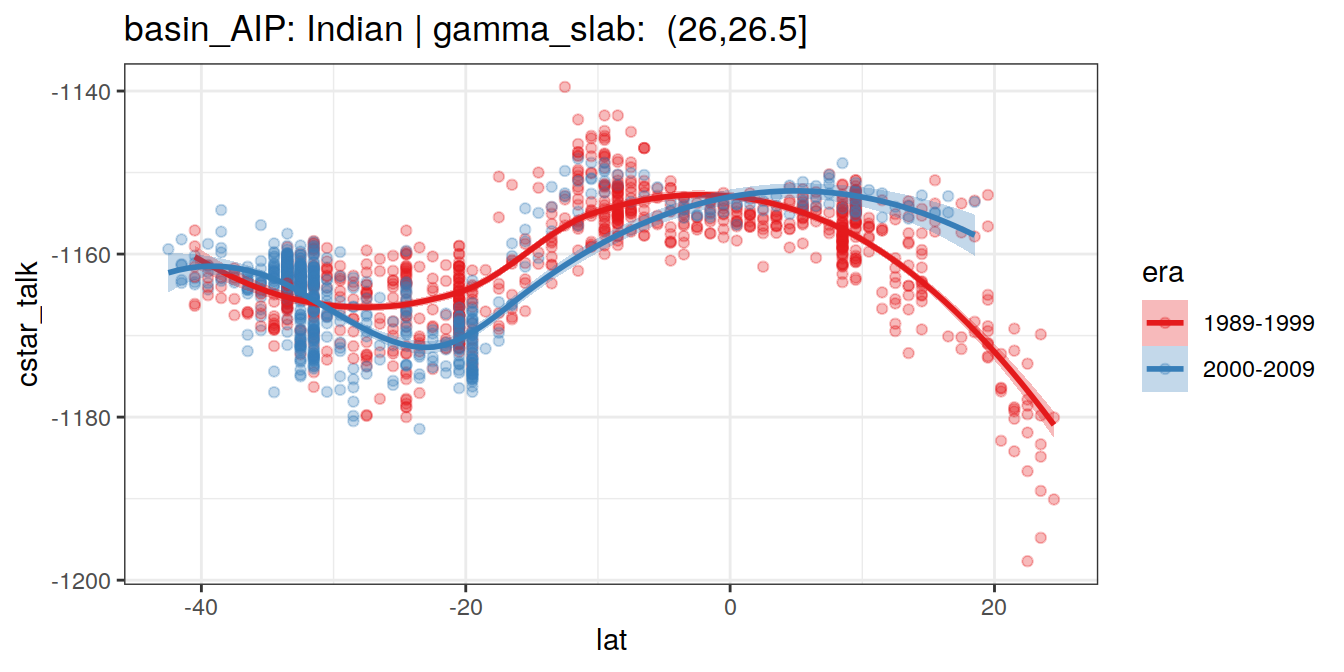 basin_AIP: Indian | gamma_slab:  (26,26.5]
-1140
-1160
-1180
-1200
cstar_talk
-40
-20
0
20
lat
era
1989-1999
2000-2009